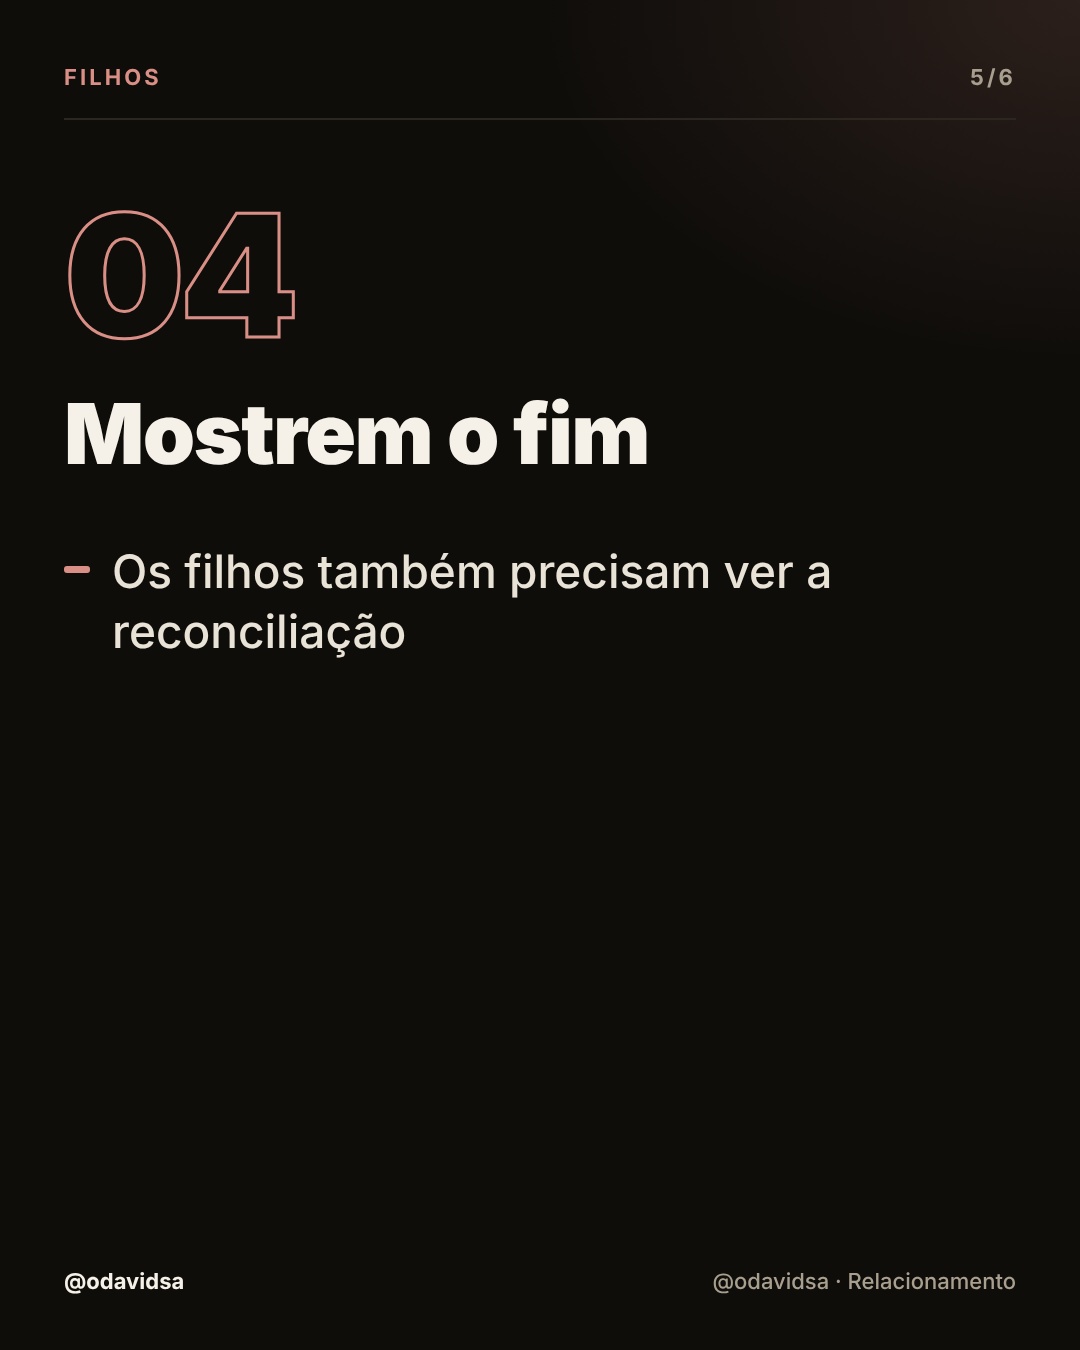 FILHOS
5/6
04
Mostrem o fim
Os filhos também precisam ver a
reconciliação
@odavidsa
@odavidsa · Relacionamento